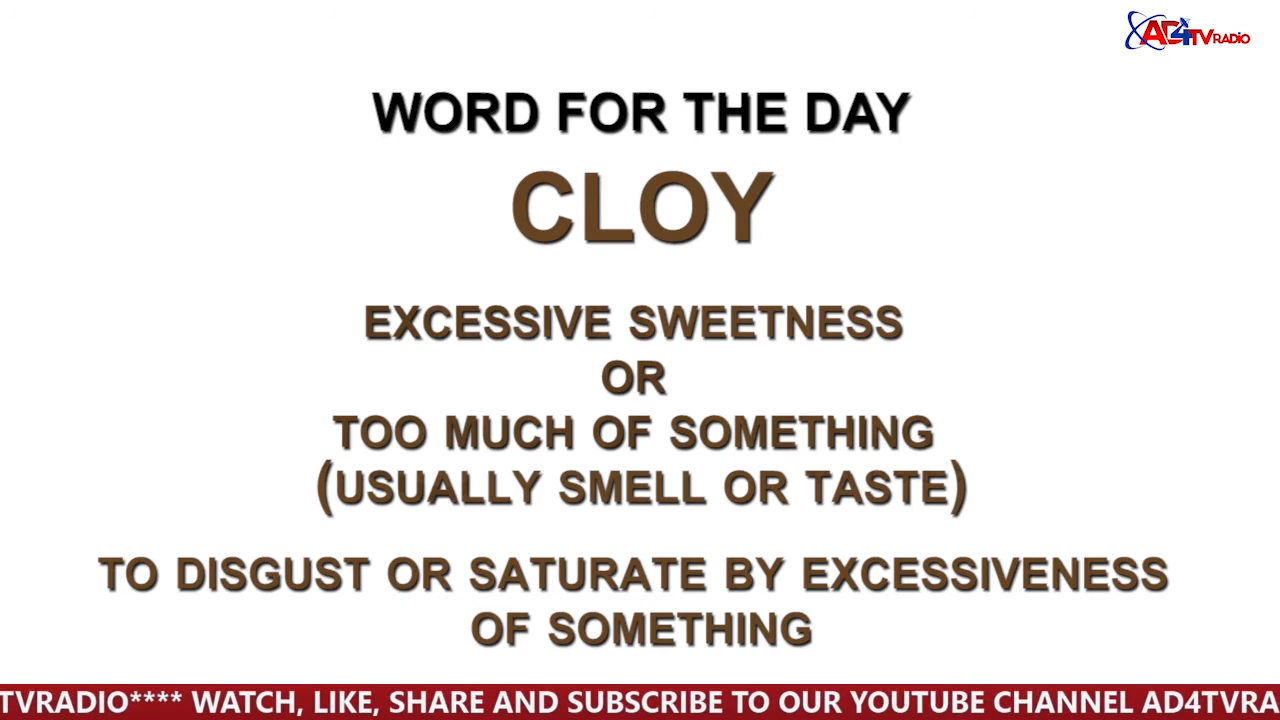 AD4TVRADIO
WORD FOR THE DAY
CLOY
EXCESSIVE SWEETNESS
OR
TOO MUCH OF SOMETHING
(USUALLY SMELL OR TASTE)
TO DISGUST OR SATURATE BY EXCESSIVENESS
OF SOMETHING
TVRADIO**** WATCH, LIKE, SHARE AND SUBSCRIBE TO OUR YOUTUBE CHANNEL AD4TVRA